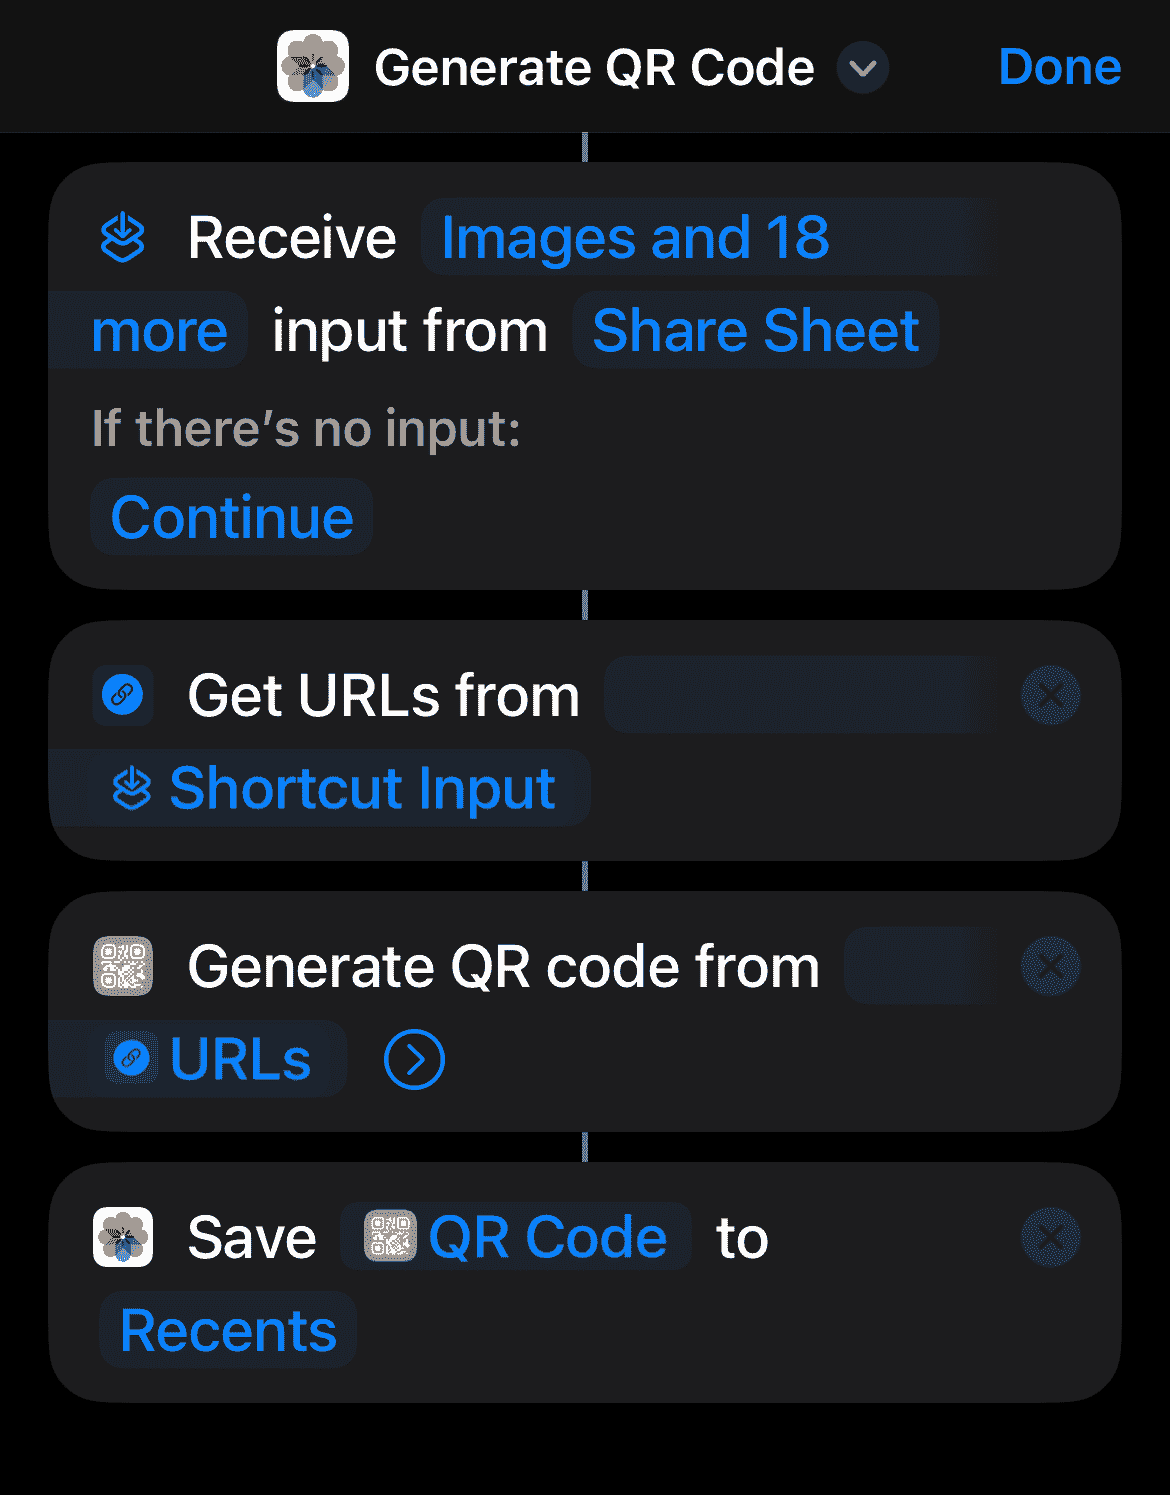 Generate QR Code
Done
Receive Images and 18
more input from Share Sheet
If there’s no input:
Continue
Get URLs from
Shortcut Input
Generate QR code from
URLs
Save QR Code to
Recents